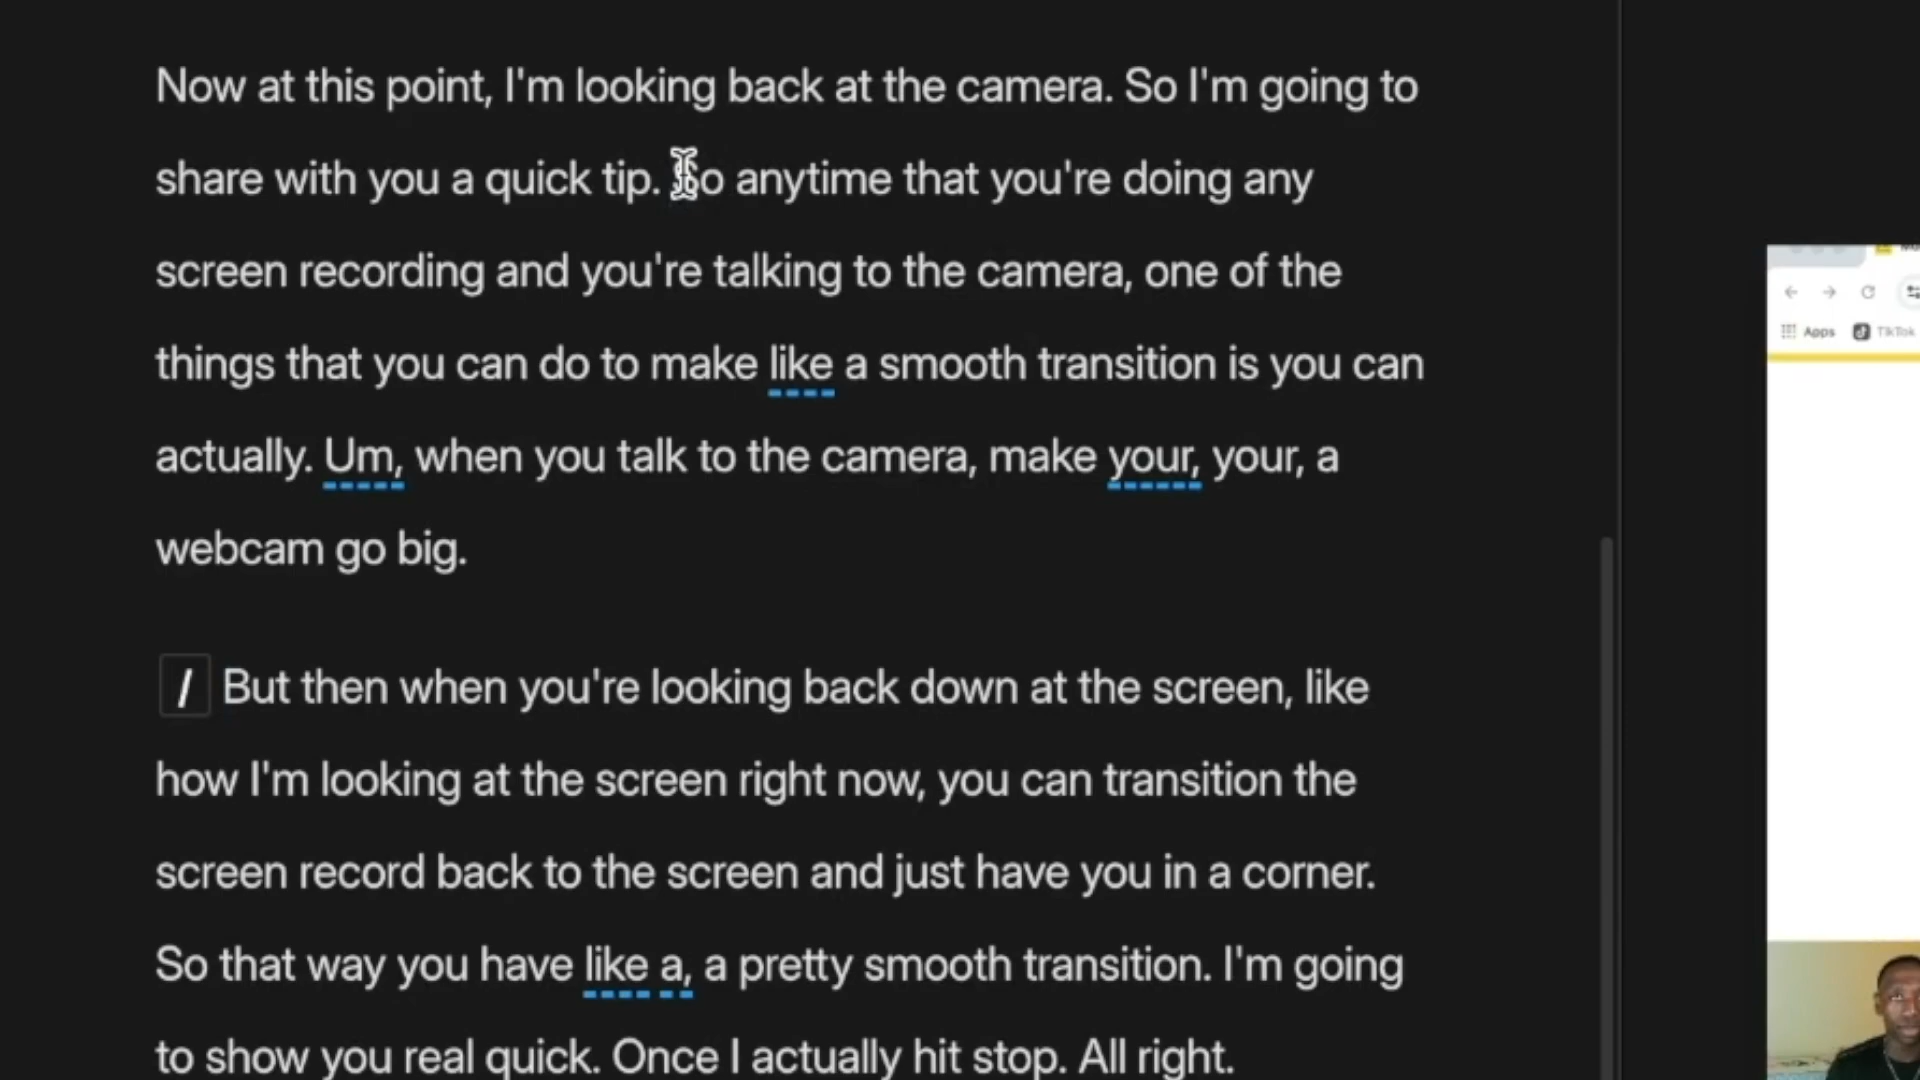 Now at this point, I'm looking back at the camera. So I'm going to
share with you a quick tip. So anytime that you're doing any
screen recording and you're talking to the camera, one of the
things that you can do to make like a smooth transition is you can
actually. Um, when you talk to the camera, make your, your, a
webcam go big.
/ But then when you're looking back down at the screen, like
how I'm looking at the screen right now, you can transition the
screen record back to the screen and just have you in a corner.
So that way you have like a, a pretty smooth transition. I'm going
to show you real quick. Once I actually hit stop. All right.
Apps TikTok